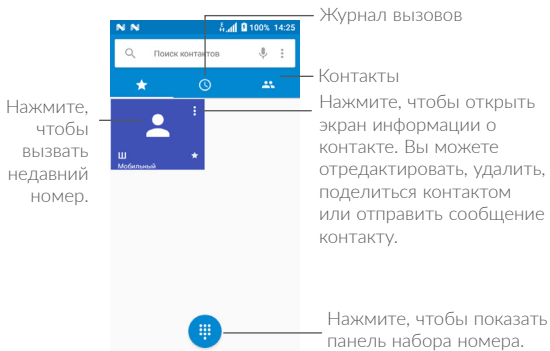 Журнал вызовов
100% 14:25
Поиск контактов
Контакты
Нажмите,
чтобы
вызвать
недавний
номер.
Ш
Мобильный
Нажмите, чтобы открыть
экран информации о
контакте. Вы можете
отредактировать, удалить,
поделиться контактом
или отправить сообщение
контакту.
Нажмите, чтобы показать
панель набора номера.